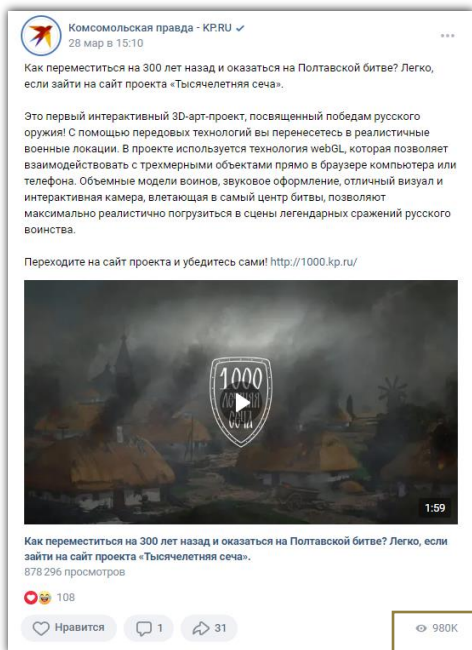 Комсомольская правда - KP.RU
28 мар в 15:10
Как переместиться на 300 лет назад и оказаться на Полтавской битве? Легко,
если зайти на сайт проекта «Тысячелетняя сеча».
Это первый интерактивный 3D-арт-проект, посвященный победам русского
оружия! С помощью передовых технологий вы перенесетесь в реалистичные
военные локации. В проекте используется технология webGL, которая позволяет
взаимодействовать с трехмерными объектами прямо в браузере компьютера или
телефона. Объемные модели воинов, звуковое оформление, отличный визуал и
интерактивная камера, влетающая в самый центр битвы, позволяют
максимально реалистично погрузиться в сцены легендарных сражений русского
воинства.
Переходите на сайт проекта и убедитесь сами! http://1000.kp.ru/
1000
ЛЕТНЯЯ
СЕЧА
1:59
Как переместиться на 300 лет назад и оказаться на Полтавской битве? Легко, если
зайти на сайт проекта «Тысячелетняя сеча».
878 296 просмотров
108
Нравится 1 31 980K